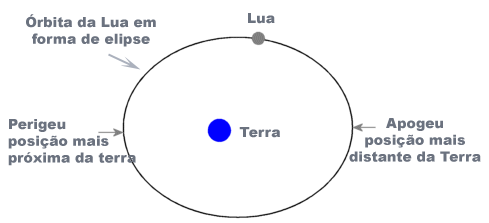 Órbita da Lua em
forma de elipse
Lua
Perigeu
posição mais
próxima da terra
Terra
Apogeu
posição mais
distante da Terra